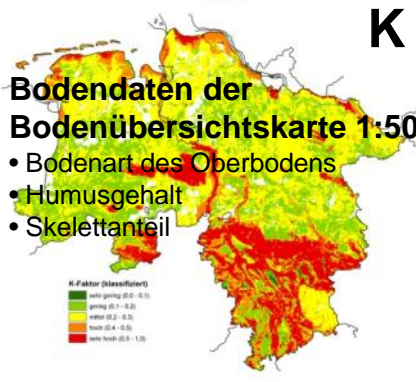 K
Bodendaten der
Bodenübersichtskarte 1:50
• Bodenart des Oberbodens
• Humusgehalt
• Skelettanteil
K-Faktor (klassifiziert)
sehr gering (0,0 - 0,1)
gering (0,1 - 0,2)
mittel (0,2 - 0,3)
hoch (0,4 - 0,5)
sehr hoch (0,5 - 1,0)